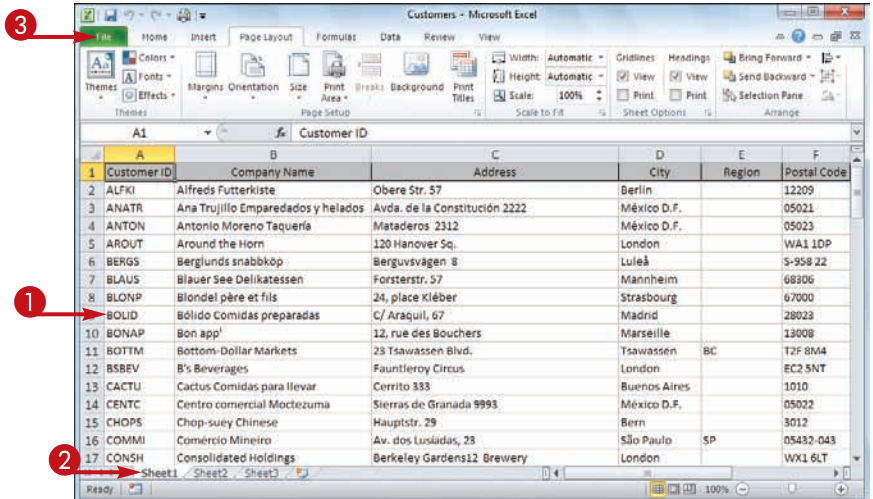 Customers - Microsoft Excel
3
File Home Insert Page Layout Formulas Data Review View
Themes
Colors
Fonts
Effects
Margins Orientation Size Print Area Breaks Background Print Titles
Width: Automatic
Height: Automatic
Scale: 100%
Gridlines Headings
View View
Print Print
Bring Forward
Send Backward
Selection Pane
Themes Page Setup Scale to Fit Sheet Options Arrange
A1 fx Customer ID
A B C D E F
1 Customer ID Company Name Address City Region Postal Code
2 ALFKI Alfreds Futterkiste Obere Str. 57 Berlin 12209
3 ANATR Ana Trujillo Emparedados y helados Avda. de la Constitución 2222 México D.F. 05021
4 ANTON Antonio Moreno Taquería Mataderos 2312 México D.F. 05023
5 AROUT Around the Horn 120 Hanover Sq. London WA1 1DP
6 BERGS Berglunds snabbköp Berguvsvägen 8 Luleå S-958 22
7 BLAUS Blauer See Delikatessen Forsterstr. 57 Mannheim 68306
8 BLONP Blondel père et fils 24, place Kléber Strasbourg 67000
1
BOLID Bólido Comidas preparadas C/ Araquil, 67 Madrid 28023
10 BONAP Bon app' 12, rue des Bouchers Marseille 13008
11 BOTTM Bottom-Dollar Markets 23 Tsawassen Blvd. Tsawassen BC T2F 8M4
12 BSBEV B's Beverages Fauntleroy Circus London EC2 5NT
13 CACTU Cactus Comidas para llevar Cerrito 333 Buenos Aires 1010
14 CENTC Centro comercial Moctezuma Sierras de Granada 9993 México D.F. 05022
15 CHOPS Chop-suey Chinese Hauptstr. 29 Bern 3012
16 COMMI Comércio Mineiro Av. dos Lusíadas, 23 São Paulo SP 05432-043
17 CONSH Consolidated Holdings Berkeley Gardens12 Brewery London WX1 6LT
2
Sheet1 Sheet2 Sheet3
Ready 100%